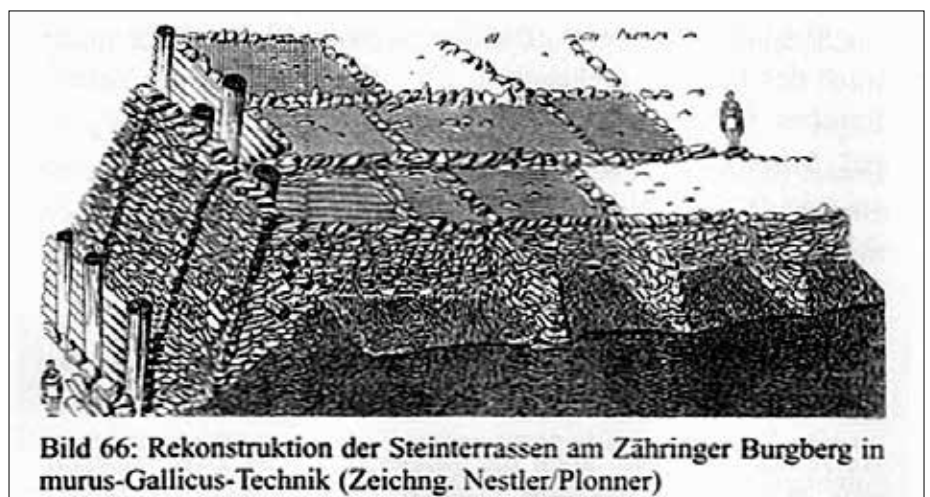 Bild 66: Rekonstruktion der Steinterrassen am Zähringer Burgberg in
murus-Gallicus-Technik (Zeichng. Nestler/Plonner)